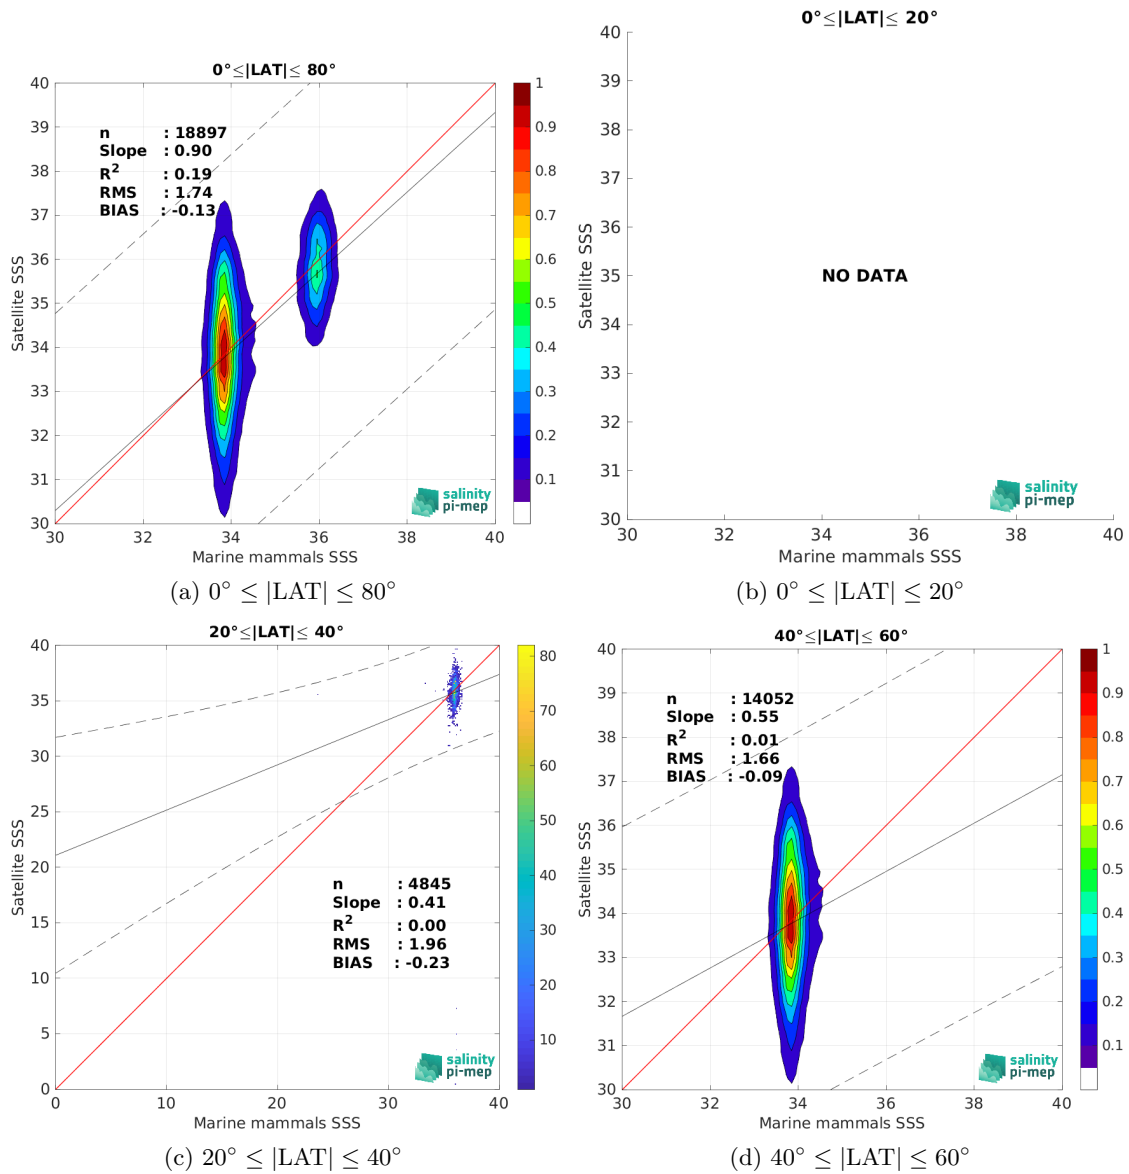 0°≤|LAT|≤ 80°
40
39
38
37
36
35
34
33
32
31
30
Satellite SSS
n : 18897
Slope : 0.90
R² : 0.19
RMS : 1.74
BIAS : -0.13
1
0.9
0.8
0.7
0.6
0.5
0.4
0.3
0.2
0.1
salinity
pi-mep
30 32 34 36 38 40
Marine mammals SSS
(a) 0° ≤ |LAT| ≤ 80°
0°≤|LAT|≤ 20°
40
39
38
37
36
35
34
33
32
31
30
Satellite SSS
NO DATA
salinity
pi-mep
30 32 34 36 38 40
Marine mammals SSS
(b) 0° ≤ |LAT| ≤ 20°
20°≤|LAT|≤ 40°
40
35
30
25
20
15
10
5
0
Satellite SSS
n : 4845
Slope : 0.41
R² : 0.00
RMS : 1.96
BIAS : -0.23
80
70
60
50
40
30
20
10
salinity
pi-mep
0 10 20 30 40
Marine mammals SSS
(c) 20° ≤ |LAT| ≤ 40°
40°≤|LAT|≤ 60°
40
39
38
37
36
35
34
33
32
31
30
Satellite SSS
n : 14052
Slope : 0.55
R² : 0.01
RMS : 1.66
BIAS : -0.09
1
0.9
0.8
0.7
0.6
0.5
0.4
0.3
0.2
0.1
salinity
pi-mep
30 32 34 36 38 40
Marine mammals SSS
(d) 40° ≤ |LAT| ≤ 60°